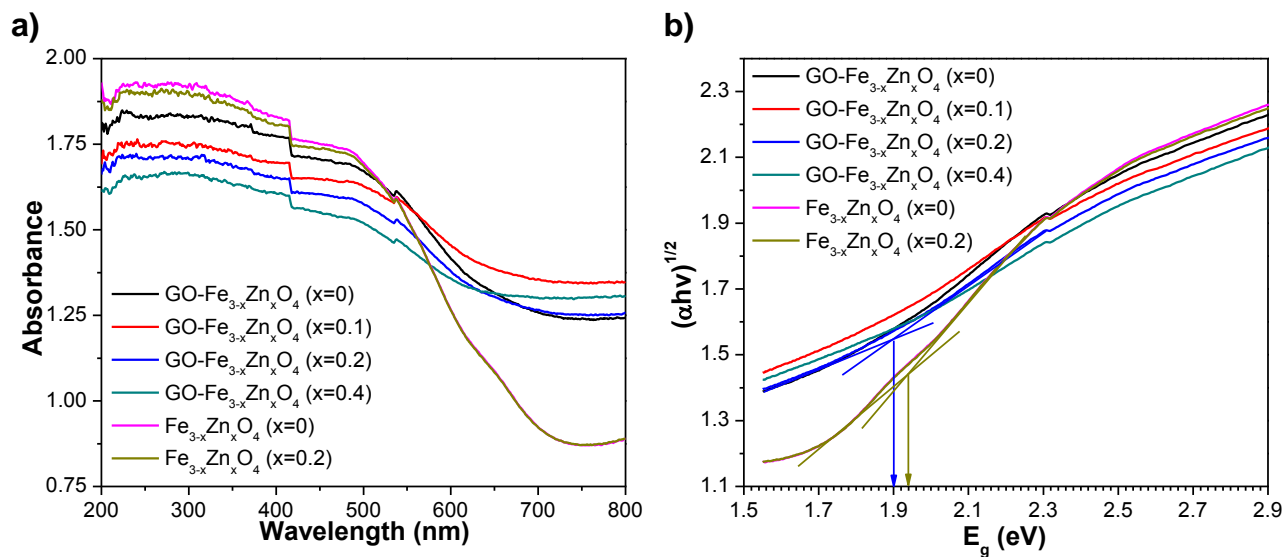 a)
2.00
1.75
1.50
1.25
1.00
0.75
Absorbance
GO-Fe3-xZnxO4 (x=0)
GO-Fe3-xZnxO4 (x=0.1)
GO-Fe3-xZnxO4 (x=0.2)
GO-Fe3-xZnxO4 (x=0.4)
Fe3-xZnxO4 (x=0)
Fe3-xZnxO4 (x=0.2)
200 300 400 500 600 700 800
Wavelength (nm)
b)
2.3
2.1
1.9
1.7
1.5
1.3
1.1
(αhν)1/2
GO-Fe3-xZnxO4 (x=0)
GO-Fe3-xZnxO4 (x=0.1)
GO-Fe3-xZnxO4 (x=0.2)
GO-Fe3-xZnxO4 (x=0.4)
Fe3-xZnxO4 (x=0)
Fe3-xZnxO4 (x=0.2)
1.5 1.7 1.9 2.1 2.3 2.5 2.7 2.9
Eg (eV)